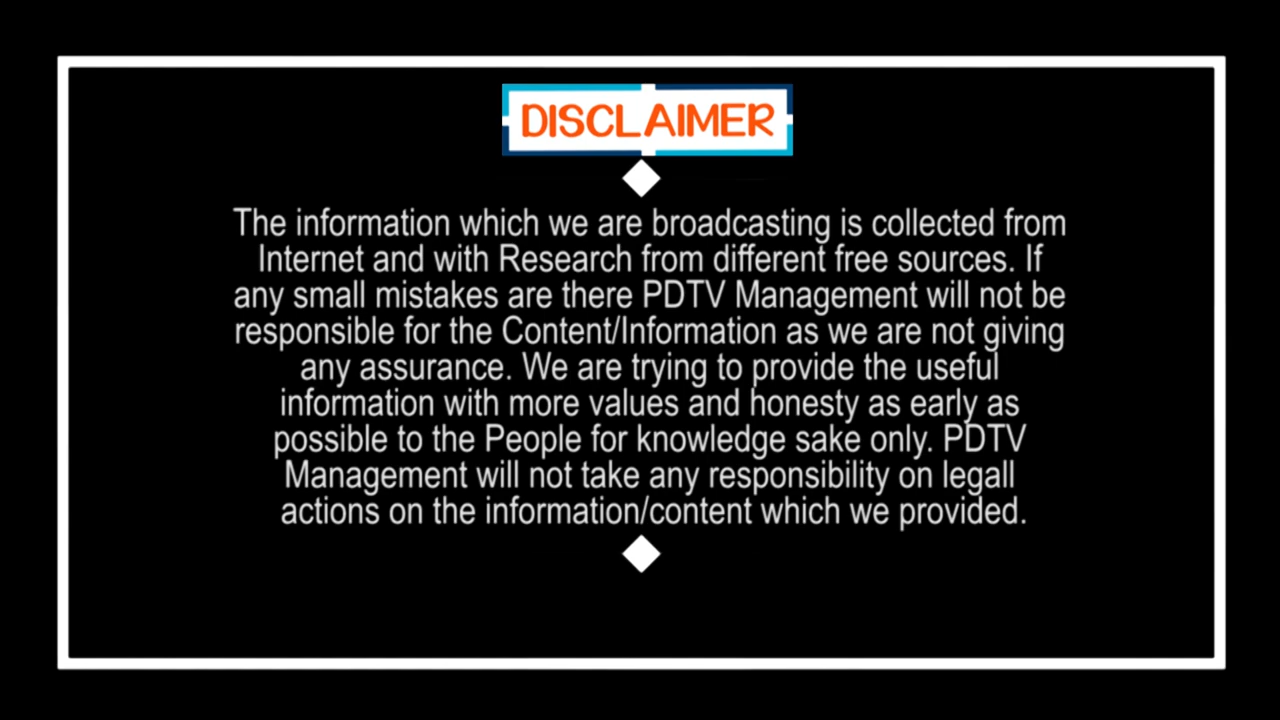 DISCLAIMER
The information which we are broadcasting is collected from
Internet and with Research from different free sources. If
any small mistakes are there PDTV Management will not be
responsible for the Content/Information as we are not giving
any assurance. We are trying to provide the useful
information with more values and honesty as early as
possible to the People for knowledge sake only. PDTV
Management will not take any responsibility on legall
actions on the information/content which we provided.